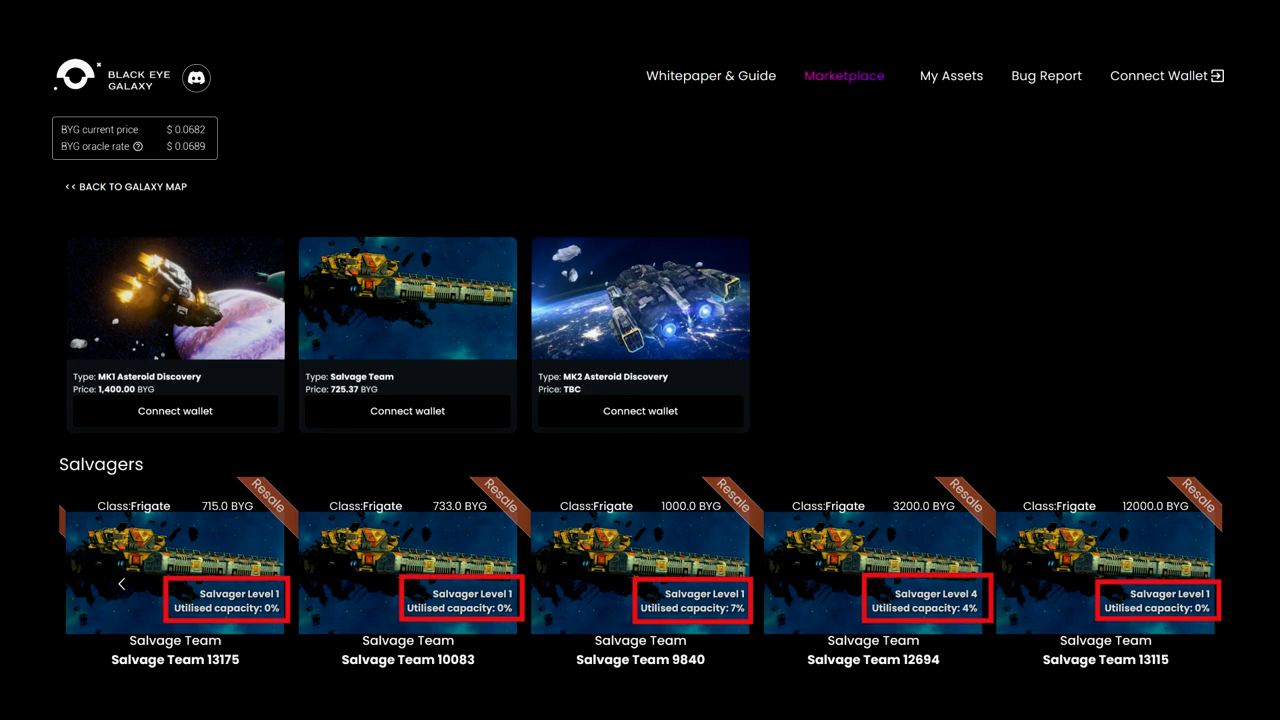 BLACK EYE
GALAXY
Whitepaper & Guide
Marketplace
My Assets
Bug Report
Connect Wallet
BYG current price $ 0.0682
BYG oracle rate $ 0.0689
<< BACK TO GALAXY MAP
Type: MK1 Asteroid Discovery
Price: 1,400.00 BYG
Connect wallet
Type: Salvage Team
Price: 725.37 BYG
Connect wallet
Type: MK2 Asteroid Discovery
Price: TBC
Connect wallet
Salvagers
Resale
Class:Frigate 715.0 BYG
Salvager Level 1
Utilised capacity: 0%
Salvage Team
Salvage Team 13175
Resale
Class:Frigate 733.0 BYG
Salvager Level 1
Utilised capacity: 0%
Salvage Team
Salvage Team 10083
Resale
Class:Frigate 1000.0 BYG
Salvager Level 1
Utilised capacity: 7%
Salvage Team
Salvage Team 9840
Resale
Class:Frigate 3200.0 BYG
Salvager Level 4
Utilised capacity: 4%
Salvage Team
Salvage Team 12694
Resale
Class:Frigate 12000.0 BYG
Salvager Level 1
Utilised capacity: 0%
Salvage Team
Salvage Team 13115